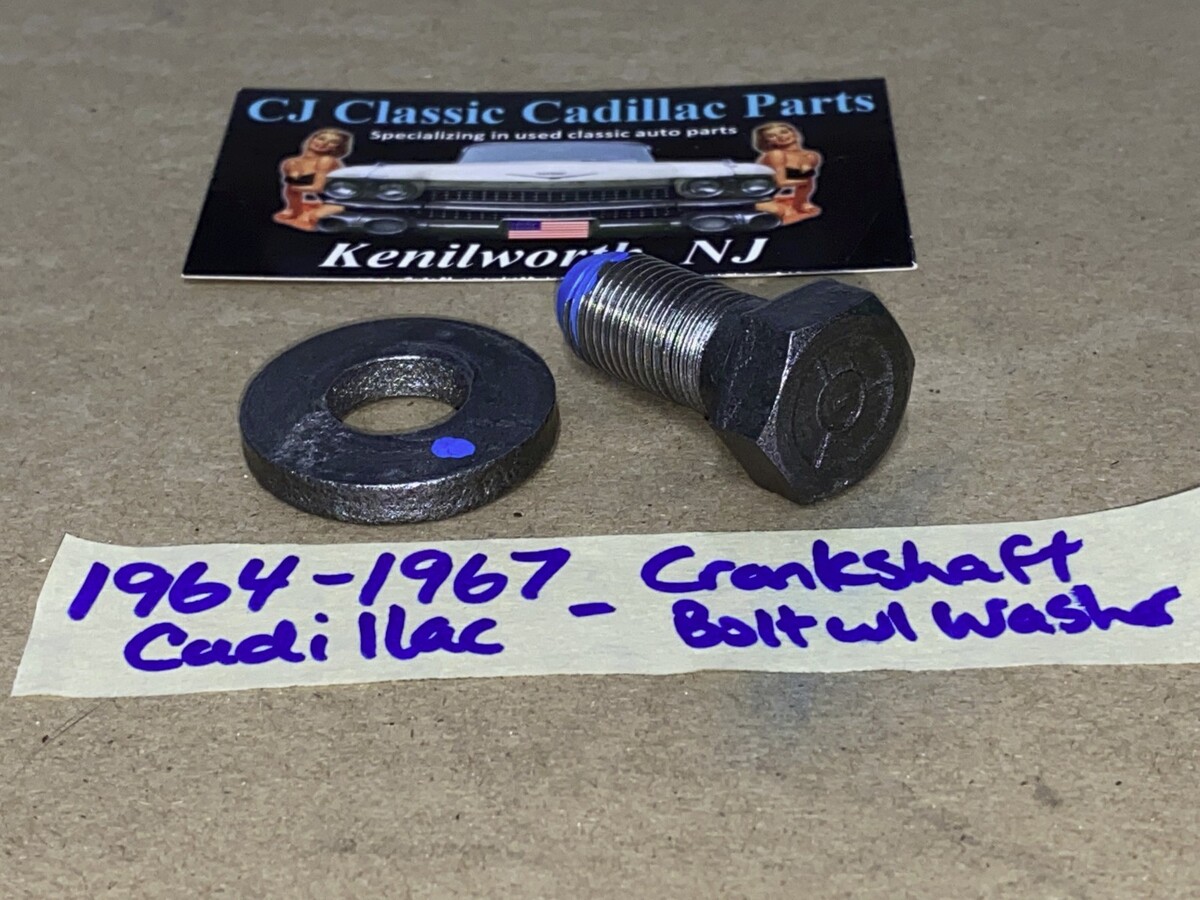 CJ Classic Cadillac Parts
Specializing in used classic auto parts
Kenilworth, NJ
1964-1967 - Crankshaft
Cadillac Bolt w/ Washer